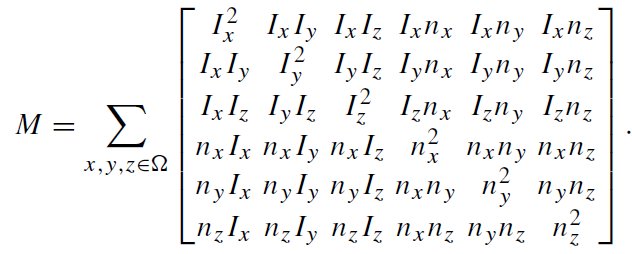 M = \sum_{x,y,z \in \Omega} \begin{bmatrix} I_x^2 & I_x I_y & I_x I_z & I_x n_x & I_x n_y & I_x n_z \\ I_x I_y & I_y^2 & I_y I_z & I_y n_x & I_y n_y & I_y n_z \\ I_x I_z & I_y I_z & I_z^2 & I_z n_x & I_z n_y & I_z n_z \\ n_x I_x & n_x I_y & n_x I_z & n_x^2 & n_x n_y & n_x n_z \\ n_y I_x & n_y I_y & n_y I_z & n_x n_y & n_y^2 & n_y n_z \\ n_z I_x & n_z I_y & n_z I_z & n_x n_z & n_y n_z & n_z^2 \end{bmatrix}.